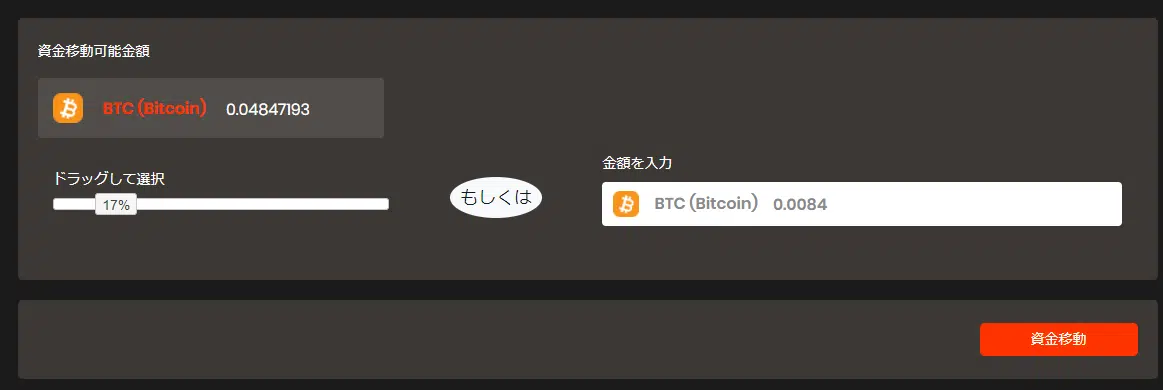 資金移動可能金額
BTC (Bitcoin) 0.04847193
ドラッグして選択
17%
もしくは
金額を入力
BTC (Bitcoin) 0.0084
資金移動